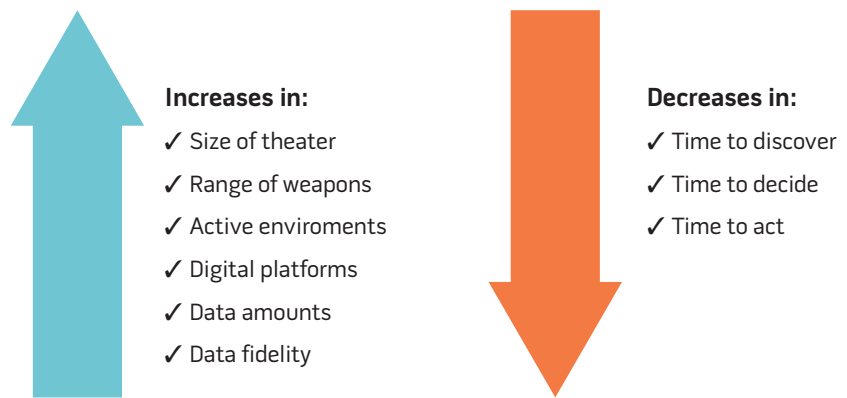 Increases in:
✓ Size of theater
✓ Range of weapons
✓ Active enviroments
✓ Digital platforms
✓ Data amounts
✓ Data fidelity
Decreases in:
✓ Time to discover
✓ Time to decide
✓ Time to act